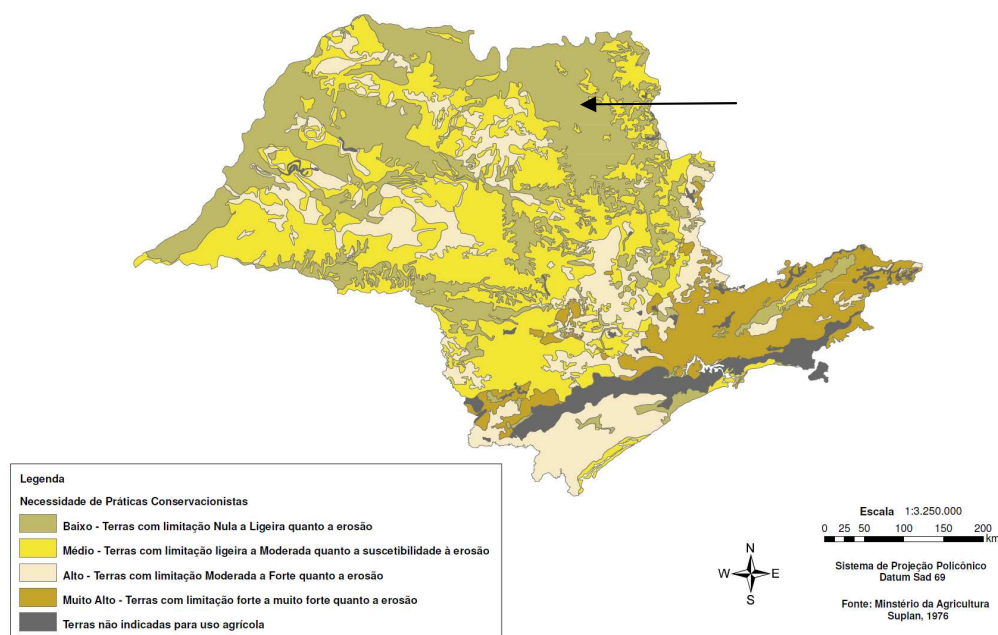 Legenda
Necessidade de Práticas Conservacionistas
Baixo - Terras com limitação Nula a Ligeira quanto a erosão
Médio - Terras com limitação ligeira a Moderada quanto a suscetibilidade à erosão
Alto - Terras com limitação Moderada a Forte quanto a erosão
Muito Alto - Terras com limitação forte a muito forte quanto a erosão
Terras não indicadas para uso agrícola
N
W E
S
Escala 1:3.250.000
0 25 50 100 150 200
km
Sistema de Projeção Policônico
Datum Sad 69
Fonte: Minstério da Agricultura
Suplan, 1976